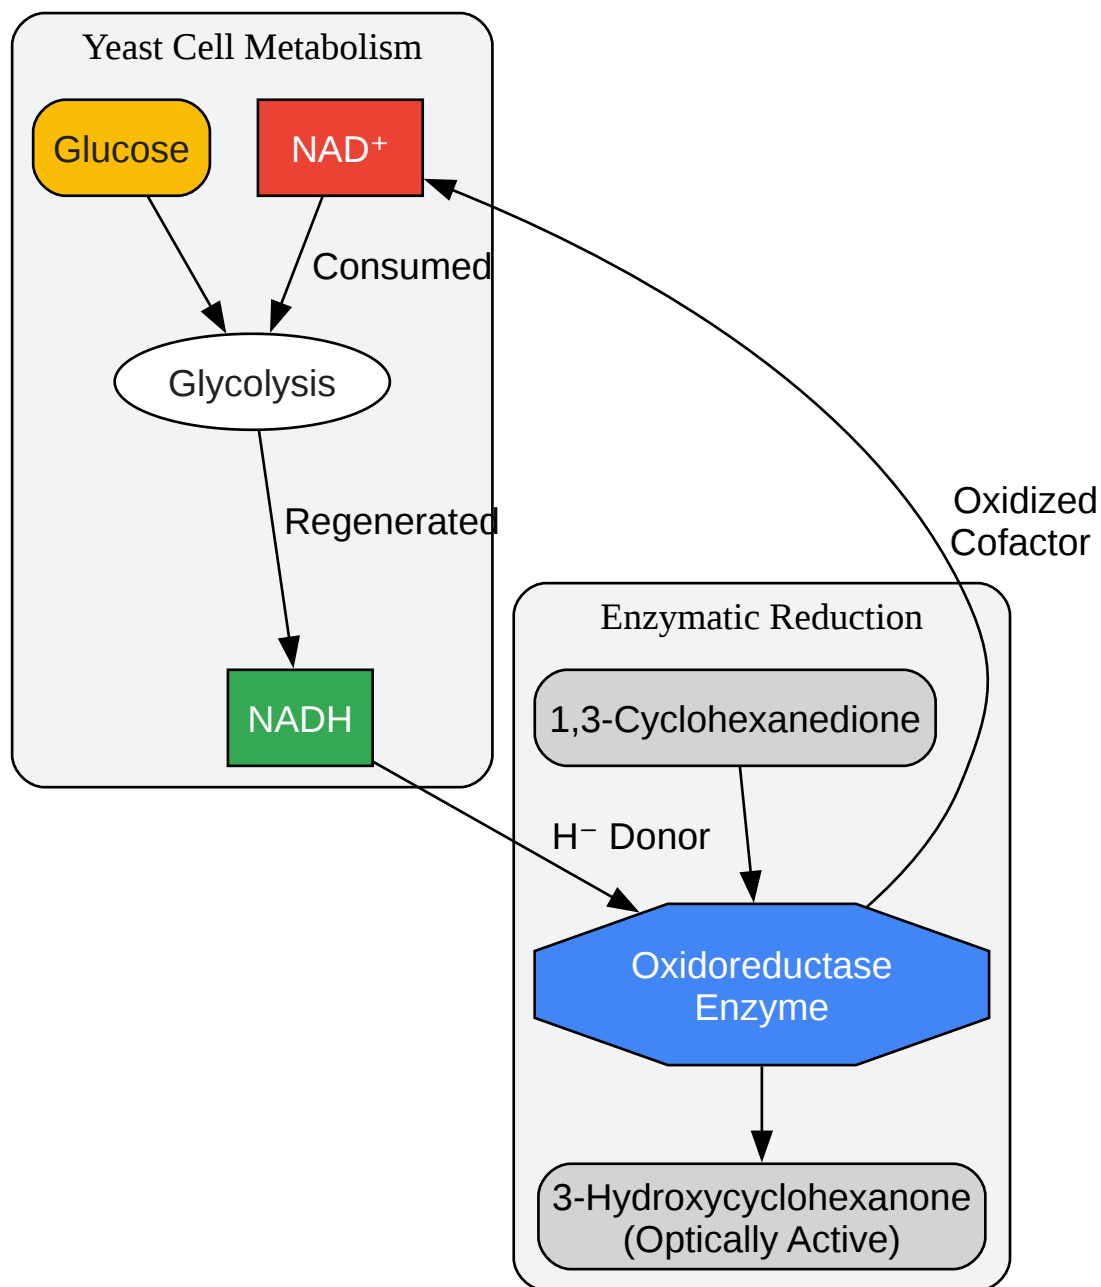 Yeast Cell Metabolism
Glucose
NAD⁺
Consumed
Glycolysis
Regenerated
NADH
Oxidized
Cofactor
Enzymatic Reduction
1,3-Cyclohexanedione
H⁻ Donor
Oxidoreductase
Enzyme
3-Hydroxycyclohexanone
(Optically Active)